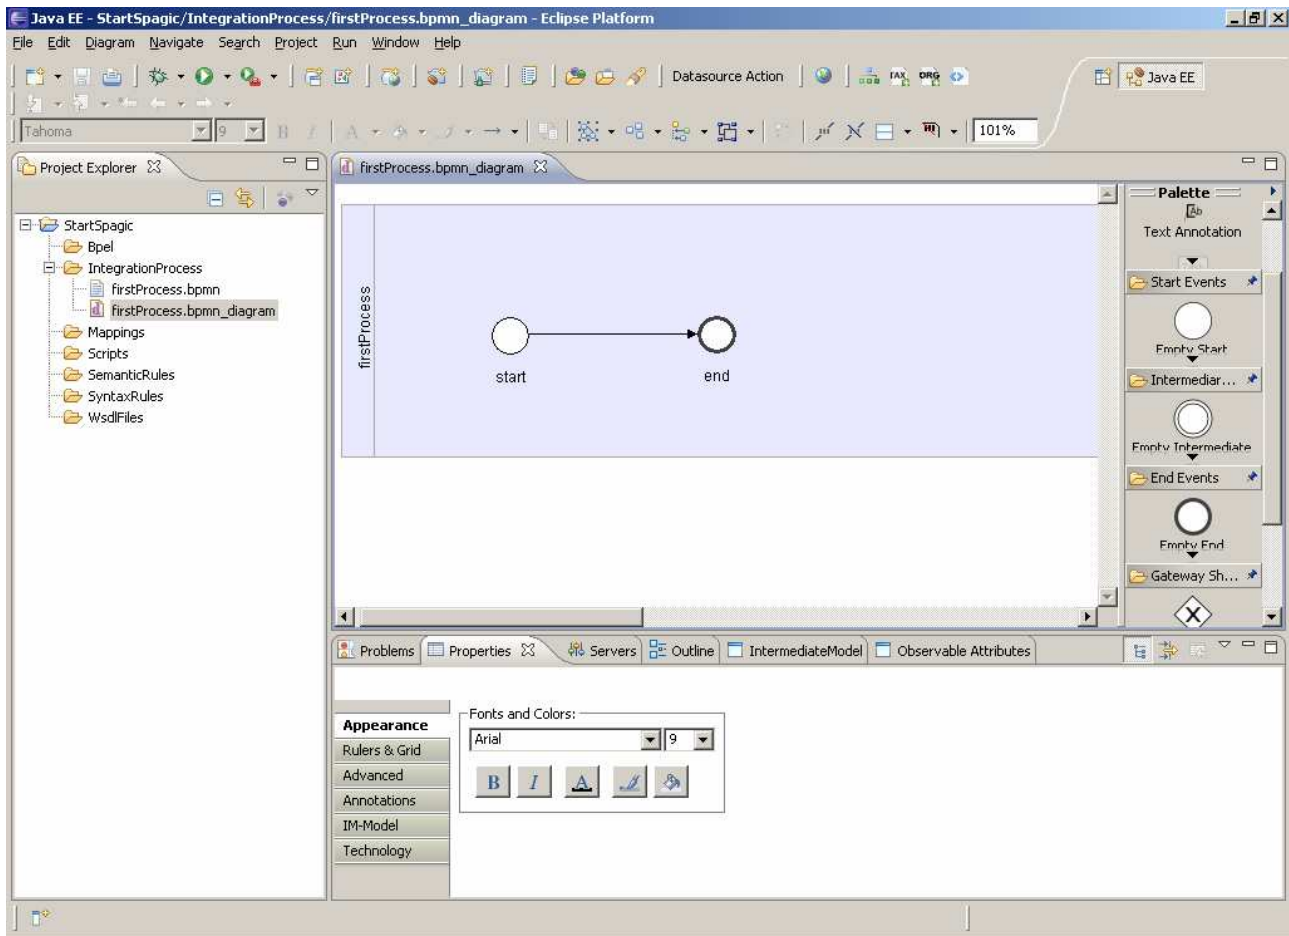 Java EE - StartSpagic/IntegrationProcess/firstProcess.bpmn_diagram - Eclipse Platform
File Edit Diagram Navigate Search Project Run Window Help
Datasource Action
Java EE
Tahoma 9 B I A 101%
Project Explorer
StartSpagic
Bpel
IntegrationProcess
firstProcess.bpmn
firstProcess.bpmn_diagram
Mappings
Scripts
SemanticRules
SyntaxRules
WsdlFiles
firstProcess.bpmn_diagram
firstProcess
start
end
Palette
Text Annotation
Start Events
Empty Start
Intermediar...
Empty Intermediate
End Events
Empty End
Gateway Sh...
X
Problems Properties Servers Outline IntermediateModel Observable Attributes
Appearance
Rulers & Grid
Advanced
Annotations
IM-Model
Technology
Fonts and Colors:
Arial 9
B I A